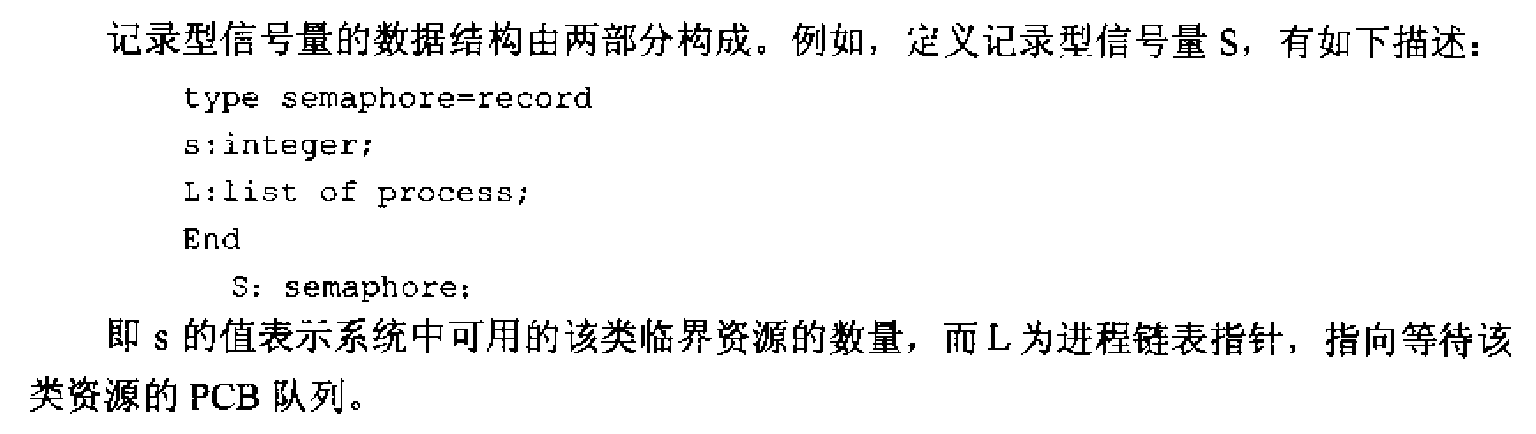 记录型信号量的数据结构由两部分构成。例如，定义记录型信号量 S，有如下描述：
type semaphore=record
s:integer;
L:list of process;
End
S: semaphore;
即 s 的值表示系统中可用的该类临界资源的数量，而 L 为进程链表指针，指向等待该
类资源的 PCB 队列。